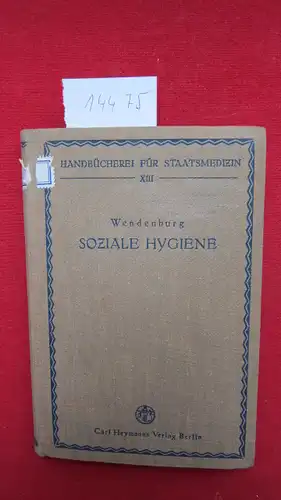 14475
HANDBÜCHEREI FÜR STAATSMEDIZIN
XIII
Wendenburg
SOZIALE HYGIENE
Carl Heymanns Verlag Berlin